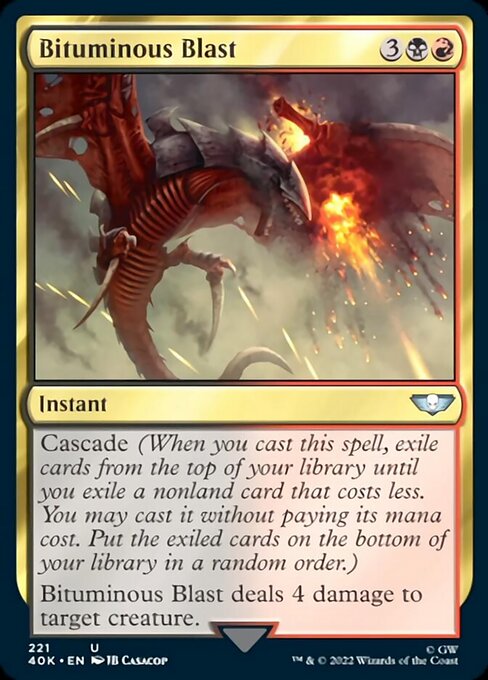 Bituminous Blast 3
Instant
Cascade (When you cast this spell, exile
cards from the top of your library until
you exile a nonland card that costs less.
You may cast it without paying its mana
cost. Put the exiled cards on the bottom of
your library in a random order.)
Bituminous Blast deals 4 damage to
target creature.
221 U
40K • EN JB Casacop
© GW
™ & © 2022 Wizards of the Coast